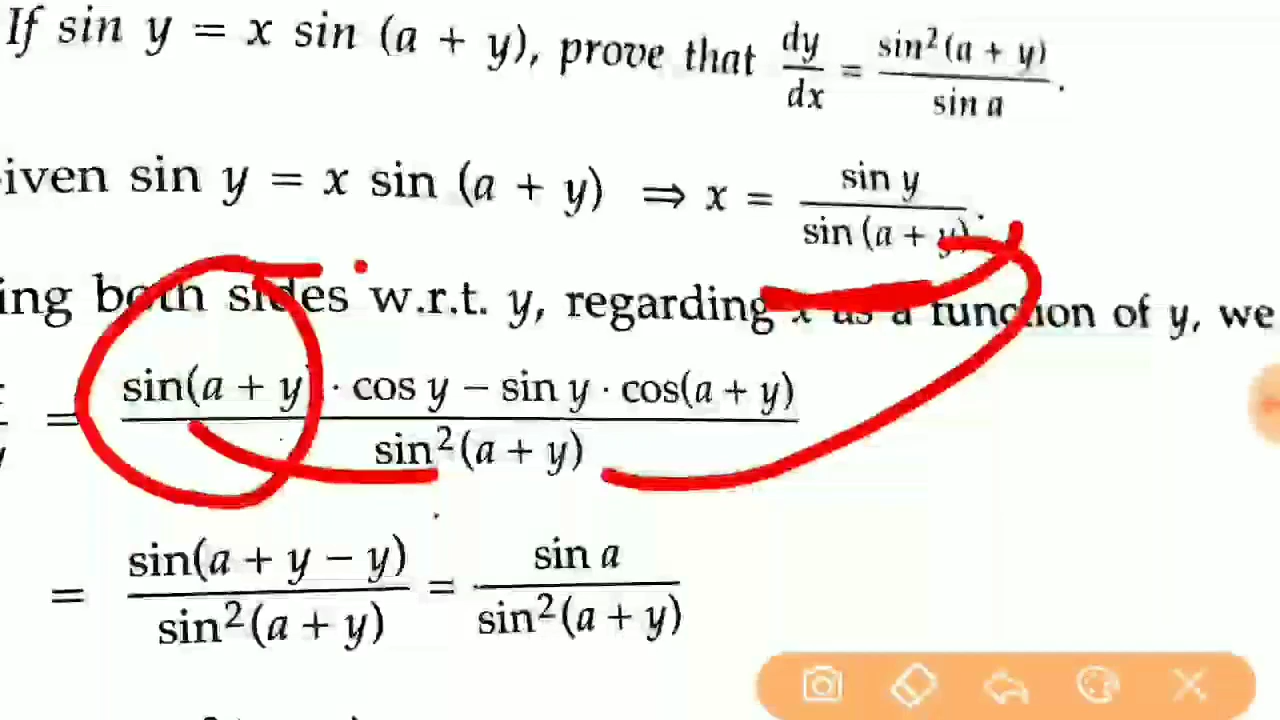 If sin y = x sin (a + y), prove that dy/dx = sin²(a + y)/sin a.
iven sin y = x sin (a + y) ⇒ x = sin y/sin (a + y).
ing both sides w.r.t. y, regarding x as a function of y, we
= sin(a + y) · cos y − sin y · cos(a + y)/sin²(a + y)
= sin(a + y − y)/sin²(a + y) = sin a/sin²(a + y)